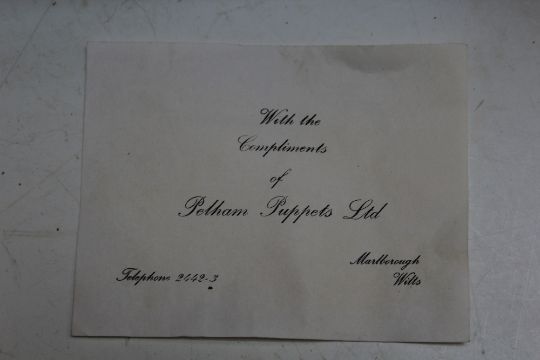 With the
Compliments
of
Pelham Puppets Ltd
Marlborough
Wilts
Telephone 2442-3